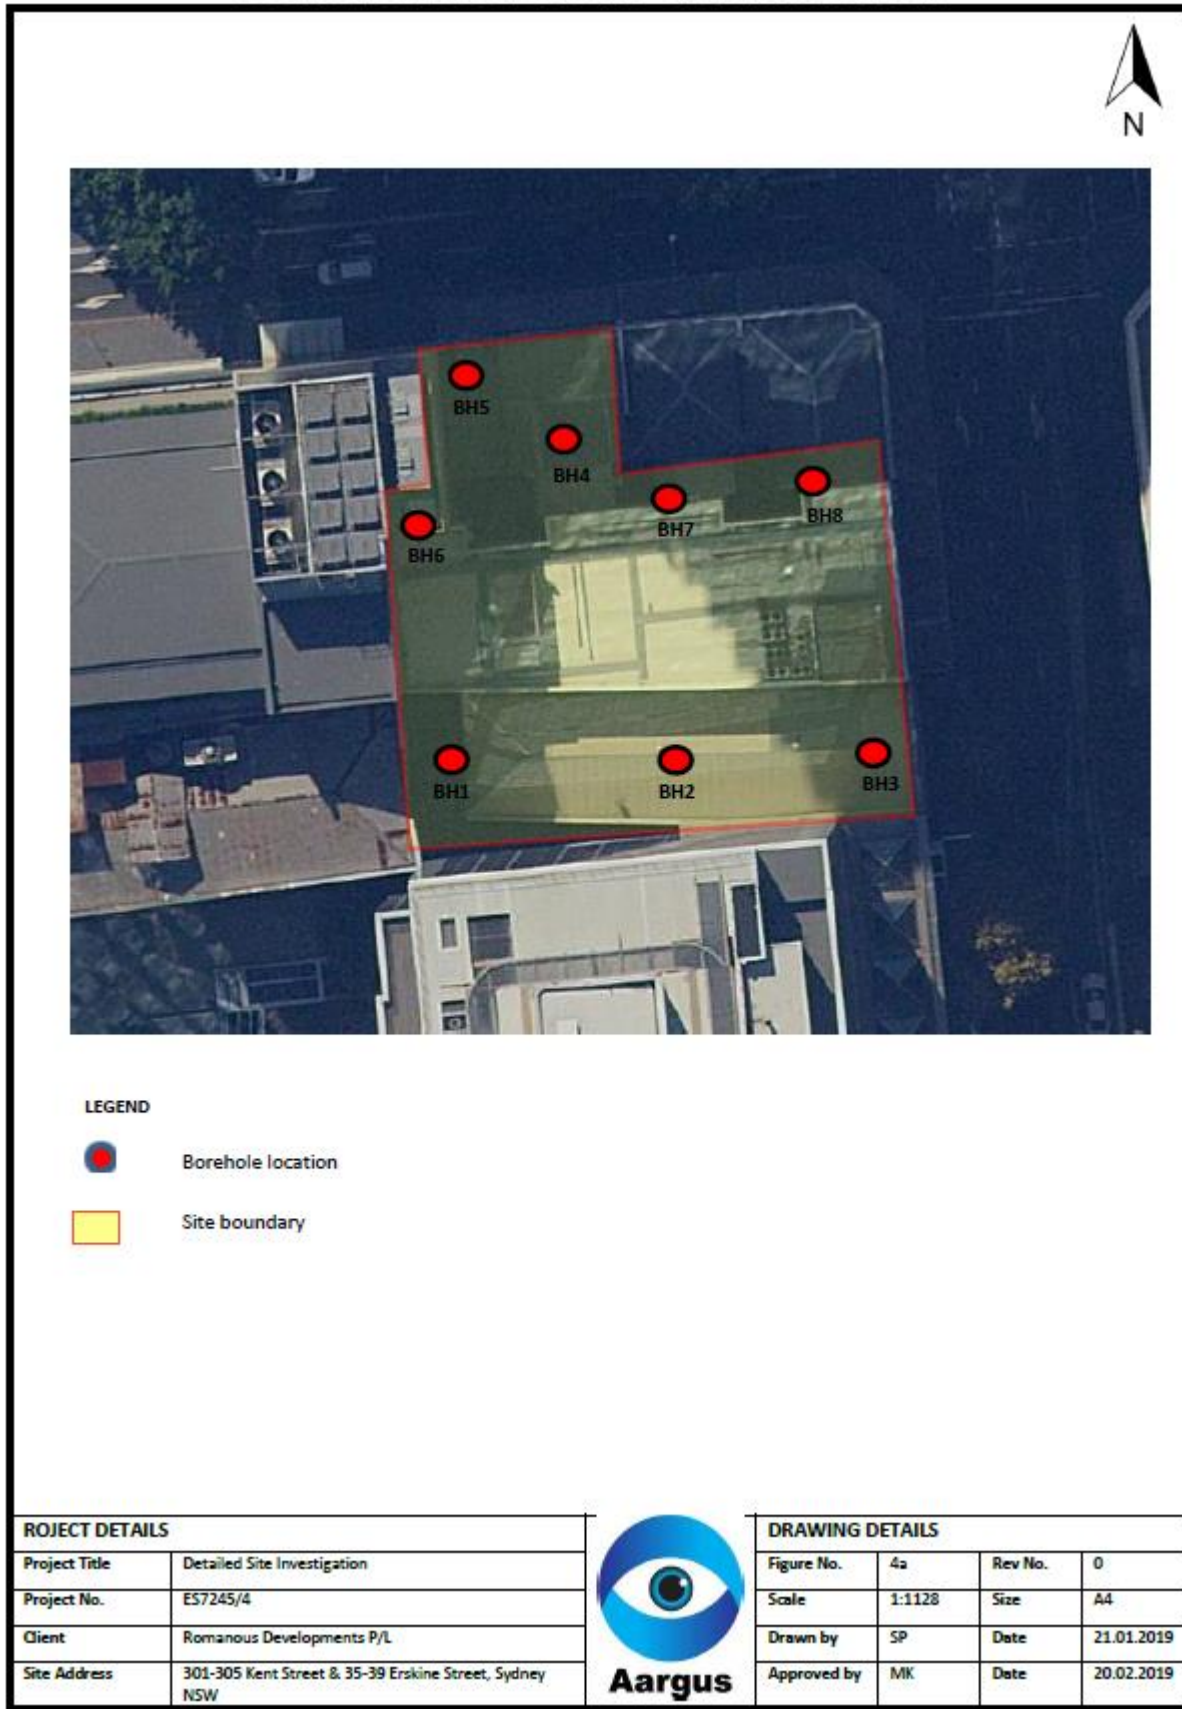 N
BH5
BH4
BH7
BH8
BH6
BH1
BH2
BH3
LEGEND
Borehole location
Site boundary
ROJECT DETAILS
Project Title Detailed Site Investigation
Project No. ES7245/4
Client Romanous Developments P/L
Site Address 301-305 Kent Street & 35-39 Erskine Street, Sydney
NSW
Aargus
DRAWING DETAILS
Figure No. 4a Rev No. 0
Scale 1:1128 Size A4
Drawn by SP Date 21.01.2019
Approved by MK Date 20.02.2019